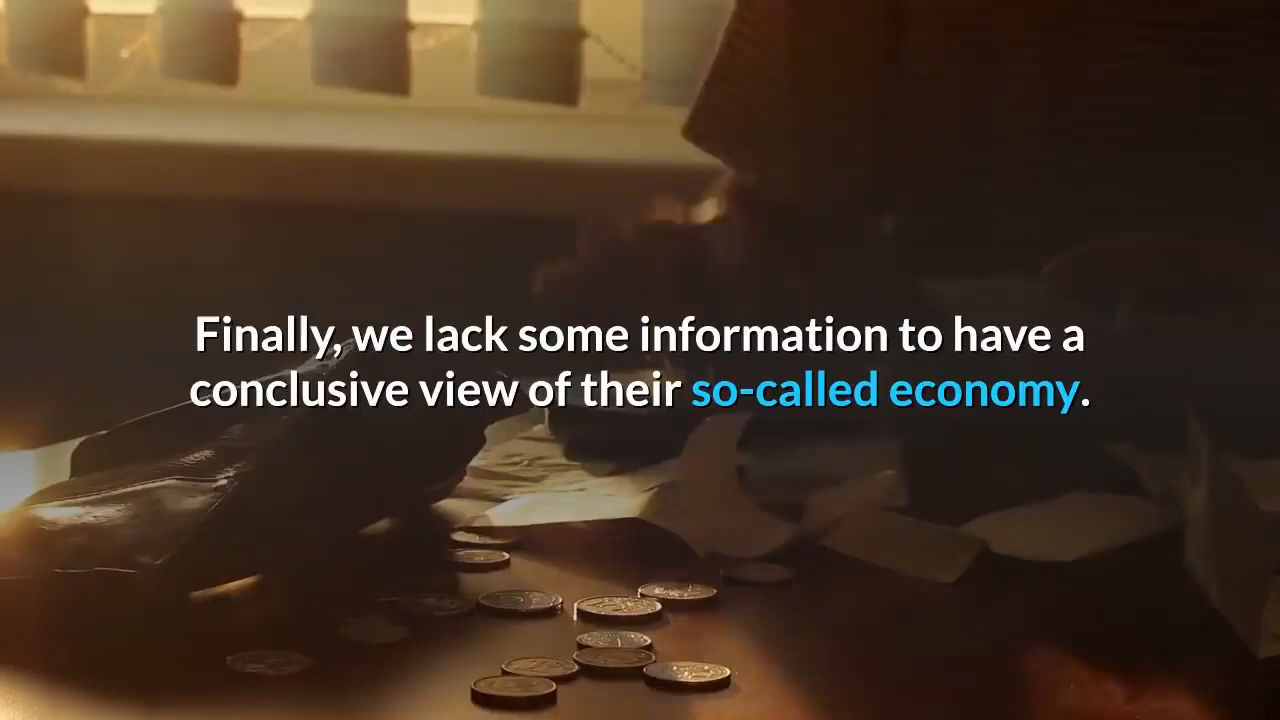 Finally, we lack some information to have a
conclusive view of their so-called economy.